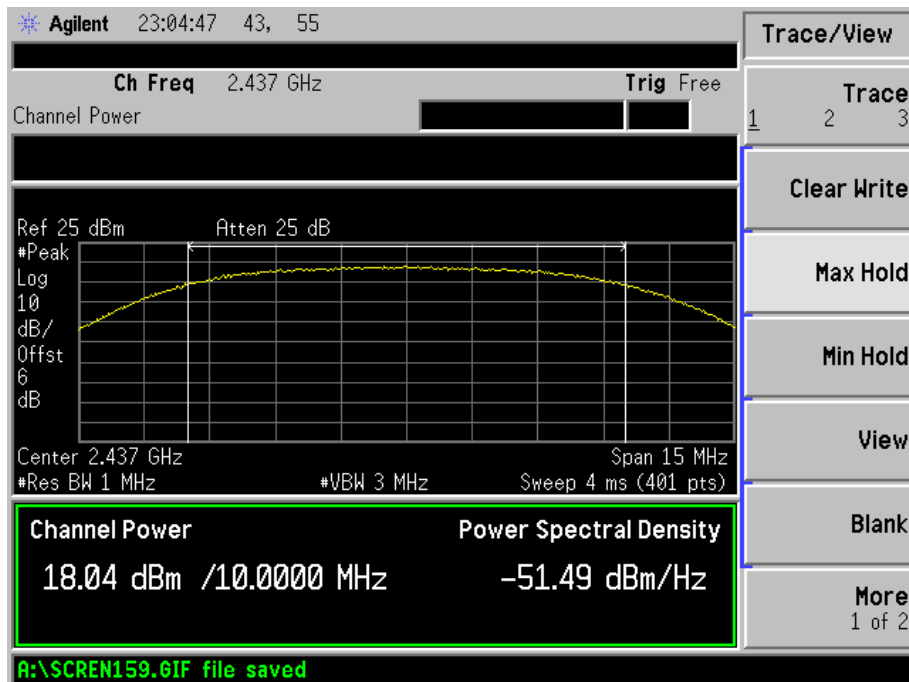 Agilent 23:04:47 43, 55
Trace/View
Ch Freq 2.437 GHz
Trig Free
Channel Power
Trace
1 2 3
Clear Write
Max Hold
Min Hold
View
Blank
More
1 of 2
Ref 25 dBm
Atten 25 dB
#Peak
Log
10
dB/
Offst
6
dB
Center 2.437 GHz
Span 15 MHz
#Res BW 1 MHz
#VBW 3 MHz
Sweep 4 ms (401 pts)
Channel Power
Power Spectral Density
18.04 dBm /10.0000 MHz
-51.49 dBm/Hz
A:\SCREN159.GIF file saved